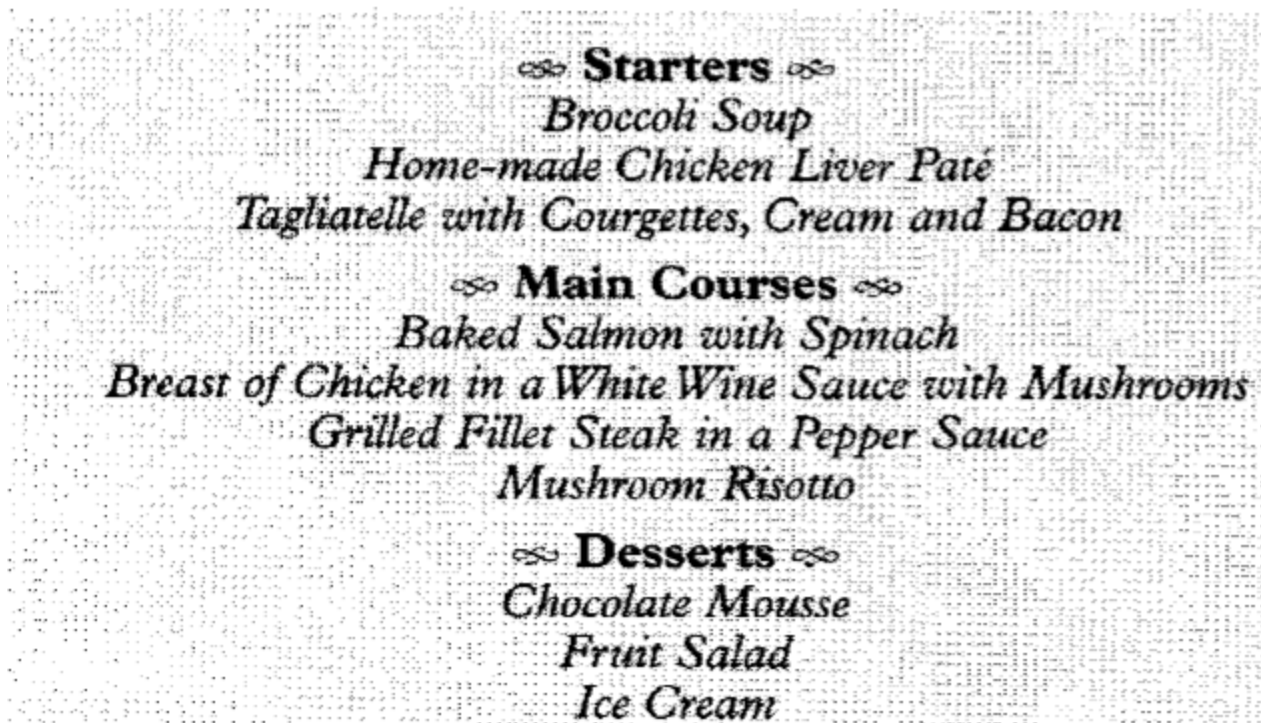 Starters
Broccoli Soup
Home-made Chicken Liver Paté
Tagliatelle with Courgettes, Cream and Bacon
Main Courses
Baked Salmon with Spinach
Breast of Chicken in a White Wine Sauce with Mushrooms
Grilled Fillet Steak in a Pepper Sauce
Mushroom Risotto
Desserts
Chocolate Mousse
Fruit Salad
Ice Cream